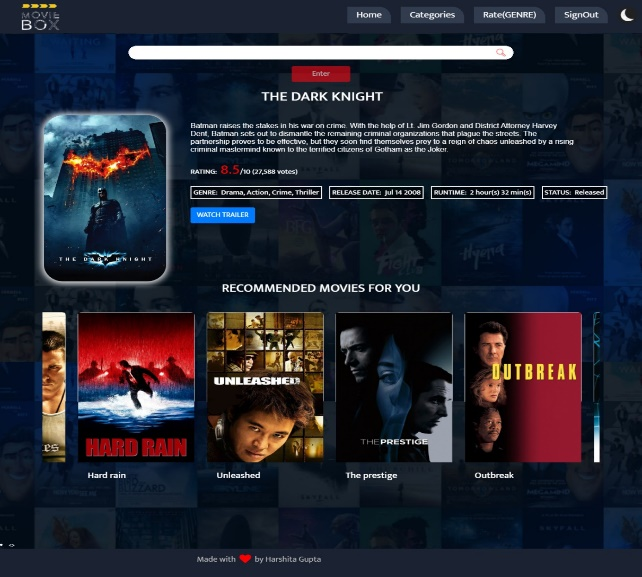 MOVIE
BOX
Home
Categories
Rate(GENRE)
SignOut
Enter
THE DARK KNIGHT
Batman raises the stakes in his war on crime. With the help of Lt. Jim Gordon and District Attorney Harvey
Dent, Batman sets out to dismantle the remaining criminal organizations that plague the streets. The
partnership proves to be effective, but they soon find themselves prey to a reign of chaos unleashed by a rising
criminal mastermind known to the terrified citizens of Gotham as the Joker.
RATING: 8.5/10 (27,588 votes)
GENRE: Drama, Action, Crime, Thriller
RELEASE DATE: Jul 14 2008
RUNTIME: 2 hour(s) 32 min(s)
STATUS: Released
WATCH TRAILER
THE DARK KNIGHT
RECOMMENDED MOVIES FOR YOU
HARD RAIN
UNLEASHED
THE PRESTIGE
OUTBREAK
Hard rain
Unleashed
The prestige
Outbreak
Made with ❤ by Harshita Gupta